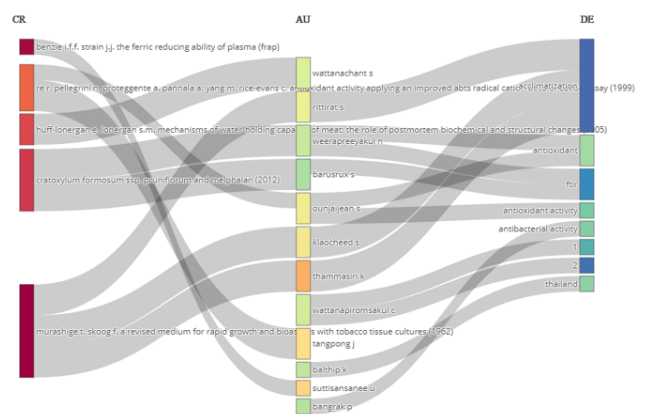 CR
AU
DE
benzie i.f.f. strain j.j. the ferric reducing ability of plasma (frap)
re r. pellegrini n. proteggente a. pannala a. yang m. rice-evans c. antioxidant activity applying an improved abts radical cation
assay (1999)
huff-lonergan e. lonergan s.m. mechanisms of water-holding capacity of meat: the role of postmortem biochemical and structural changes (2005)
cratoxylum formosum ssp. pruniflorum and melphalan (2012)
murashige t. skoog f. a revised medium for rapid growth and bioassays with tobacco tissue cultures (1962)
wattanachant s
rittirat s
weerapreeyakul n
barusrux s
ounjaijean s
klaocheed s
thammasiri k
wattanapiromsakul c
tangpong j
balthip k
suttisansanee u
bangrak p
acclimatization
antioxidant
ftir
antioxidant activity
antibacterial activity
1
2
thailand